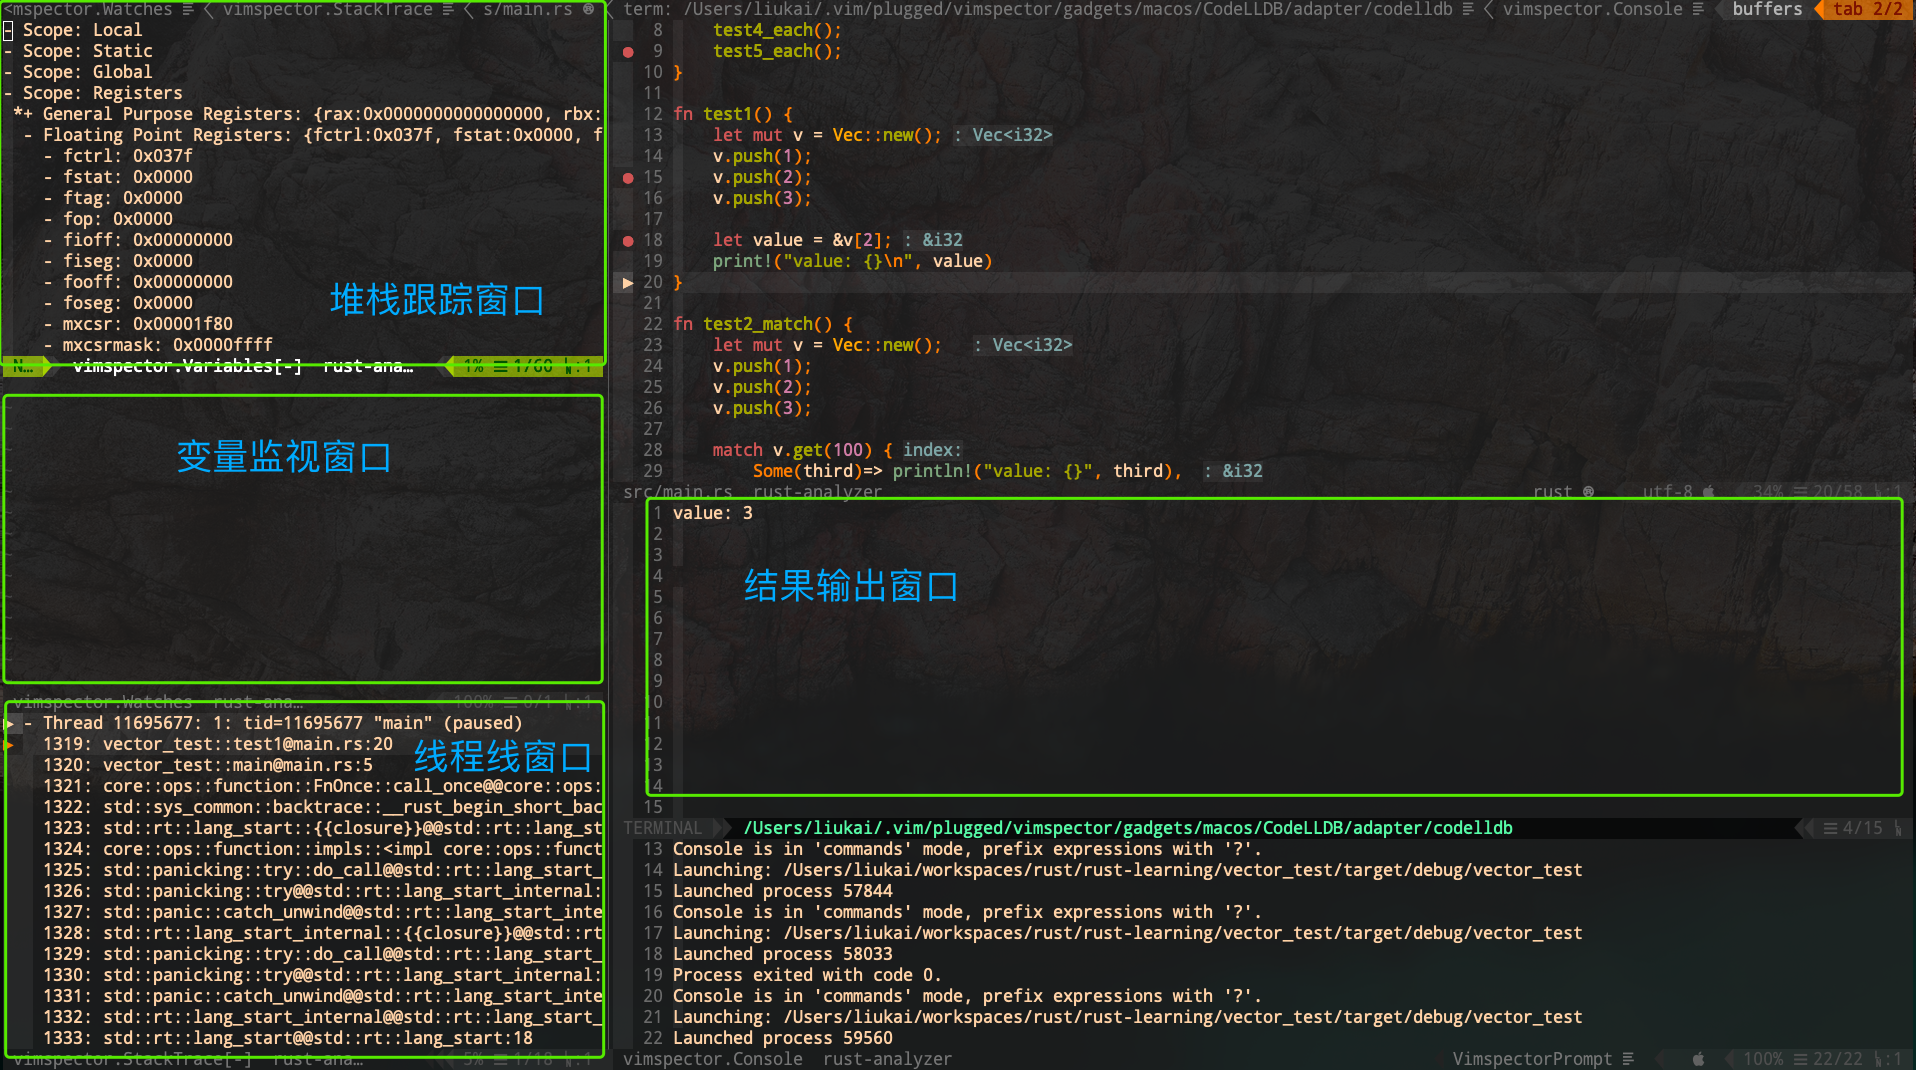 <mspector.Watches ≡ < vimspector.StackTrace ≡ < s/main.rs
term: /Users/liukai/.vim/plugged/vimspector/gadgets/macos/CodeLLDB/adapter/codelldb ≡ < vimspector.Console ≡ buffers tab 2/2
- Scope: Local
- Scope: Static
- Scope: Global
- Scope: Registers
*+ General Purpose Registers: {rax:0x0000000000000000, rbx:
- Floating Point Registers: {fctrl:0x037f, fstat:0x0000, f
- fctrl: 0x037f
- fstat: 0x0000
- ftag: 0x0000
- fop: 0x0000
- fioff: 0x00000000
- fiseg: 0x0000
- fooff: 0x00000000
- foseg: 0x0000
- mxcsr: 0x00001f80
- mxcsrmask: 0x0000ffff
堆栈跟踪窗口
N… vimspector.Variables[-] rust-ana… 1% ≡ 1/60 :1
变量监视窗口
vimspector.Watches rust-ana… 100% ≡ 0/1 :1
- Thread 11695677: 1: tid=11695677 "main" (paused)
1319: vector_test::test1@main.rs:20
1320: vector_test::main@main.rs:5
线程线窗口
1321: core::ops::function::FnOnce::call_once@@core::ops:
1322: std::sys_common::backtrace::__rust_begin_short_bac
1323: std::rt::lang_start::{{closure}}@@std::rt::lang_st
1324: core::ops::function::impls::<impl core::ops::funct
1325: std::panicking::try::do_call@@std::rt::lang_start_
1326: std::panicking::try@@std::rt::lang_start_internal:
1327: std::panic::catch_unwind@@std::rt::lang_start_inte
1328: std::rt::lang_start_internal::{{closure}}@@std::rt
1329: std::panicking::try::do_call@@std::rt::lang_start_
1330: std::panicking::try@@std::rt::lang_start_internal:
1331: std::panic::catch_unwind@@std::rt::lang_start_inte
1332: std::rt::lang_start_internal@@std::rt::lang_start_
1333: std::rt::lang_start@@std::rt::lang_start:18
vimspector.StackTrace[-] rust-ana… 5% ≡ 1/18 :1
8 test4_each();
9 test5_each();
10 }
11
12 fn test1() {
13 let mut v = Vec::new(); : Vec<i32>
14 v.push(1);
15 v.push(2);
16 v.push(3);
17
18 let value = &v[2]; : &i32
19 print!("value: {}\n", value)
20 }
21
22 fn test2_match() {
23 let mut v = Vec::new(); : Vec<i32>
24 v.push(1);
25 v.push(2);
26 v.push(3);
27
28 match v.get(100) { index:
29 Some(third)=> println!("value: {}", third), : &i32
src/main.rs rust-analyzer rust utf-8 34% ≡ 20/58 :1
1 value: 3
2
3
4
5
6
7
8
9
10
11
12
13
14
15
结果输出窗口
TERMINAL /Users/liukai/.vim/plugged/vimspector/gadgets/macos/CodeLLDB/adapter/codelldb ≡ 4/15
13 Console is in 'commands' mode, prefix expressions with '?'.
14 Launching: /Users/liukai/workspaces/rust/rust-learning/vector_test/target/debug/vector_test
15 Launched process 57844
16 Console is in 'commands' mode, prefix expressions with '?'.
17 Launching: /Users/liukai/workspaces/rust/rust-learning/vector_test/target/debug/vector_test
18 Launched process 58033
19 Process exited with code 0.
20 Console is in 'commands' mode, prefix expressions with '?'.
21 Launching: /Users/liukai/workspaces/rust/rust-learning/vector_test/target/debug/vector_test
22 Launched process 59560
vimspector.Console rust-analyzer VimspectorPrompt ≡ 100% ≡ 22/22 :1